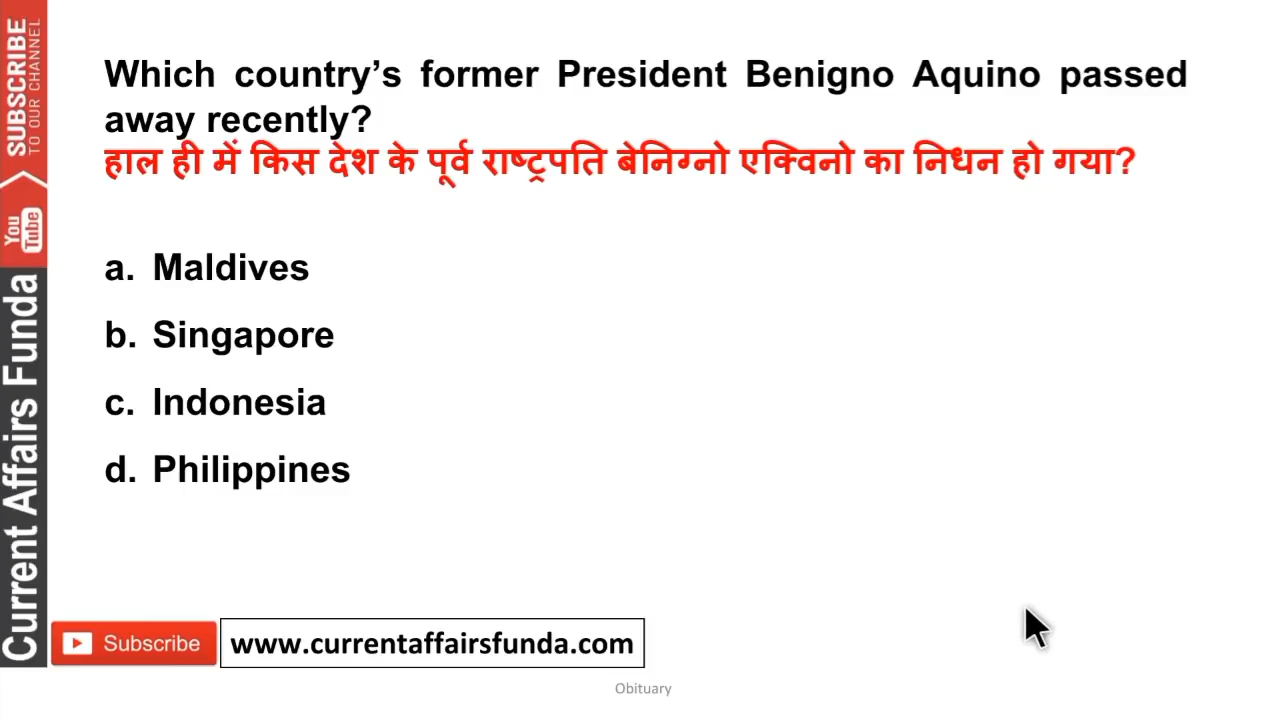 Which country’s former President Benigno Aquino passed
away recently?
हाल ही में किस देश के पूर्व राष्ट्रपति बेनिग्नो एक्विनो का निधन हो गया?
a. Maldives
b. Singapore
c. Indonesia
d. Philippines
SUBSCRIBE
TO OUR CHANNEL
You
Tube
Current Affairs Funda
Subscribe
www.currentaffairsfunda.com
Obituary